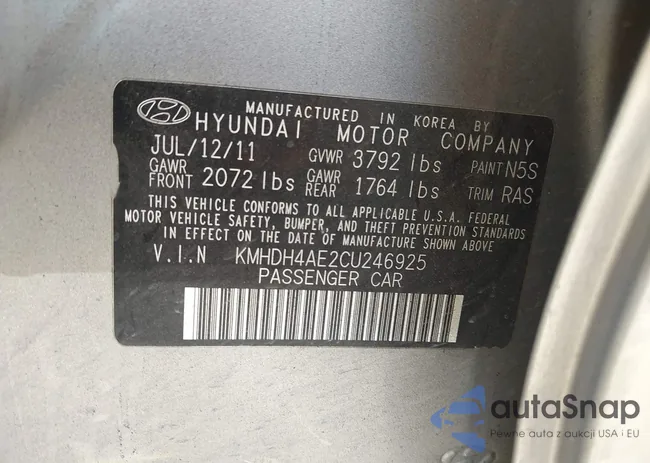 MANUFACTURED IN KOREA BY
HYUNDAI MOTOR COMPANY
JUL/12/11 GVWR 3792 lbs PAINT N5S
GAWR FRONT 2072 lbs GAWR REAR 1764 lbs TRIM RAS
THIS VEHICLE CONFORMS TO ALL APPLICABLE U.S.A. FEDERAL
MOTOR VEHICLE SAFETY, BUMPER, AND THEFT PREVENTION STANDARDS
IN EFFECT ON THE DATE OF MANUFACTURE SHOWN ABOVE
V.I.N KMHDH4AE2CU246925
PASSENGER CAR
autaSnap
Pewne auta z aukcji USA i EU